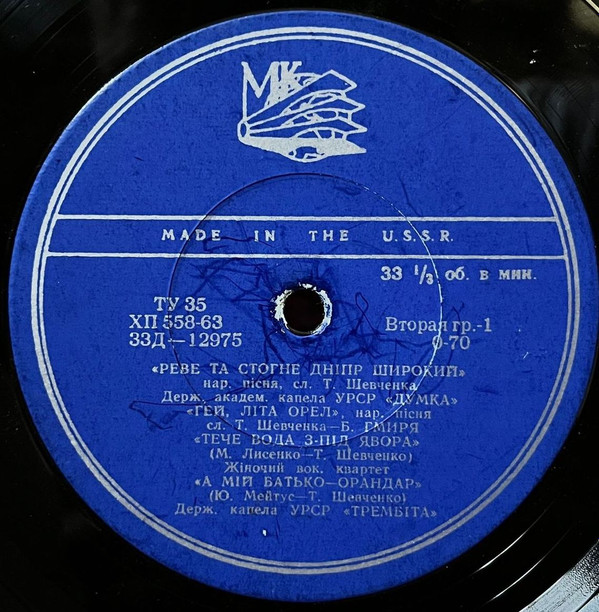 МК
MADE IN THE U.S.S.R.
33 ⅓ об. в мин.
ТУ 35
ХП 558-63
33Д—12975
Вторая гр.-1
0-70
«РЕВЕ ТА СТОГНЕ ДНІПР ШИРОКИЙ»
нар. пісня, сл. Т. Шевченка
Держ. академ. капела УРСР «ДУМКА»
«ГЕЙ, ЛІТА ОРЕЛ», нар. пісня
сл. Т. Шевченка—Б. ГМИРЯ
«ТЕЧЕ ВОДА З-ПІД ЯВОРА»
(М. Лисенко—Т. Шевченко)
Жіночий вок. квартет
«А МІЙ БАТЬКО—ОРАНДАР»
(Ю. Мейтус—Т. Шевченко)
Держ. капела УРСР «ТРЕМБІТА»